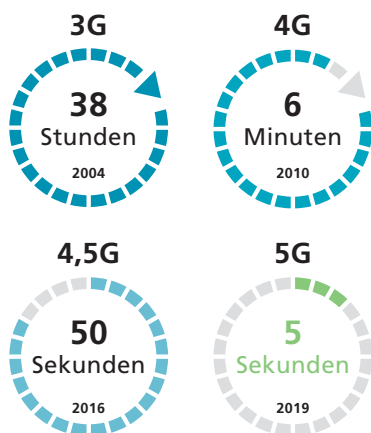 3G
38
Stunden
2004
4G
6
Minuten
2010
4,5G
50
Sekunden
2016
5G
5
Sekunden
2019